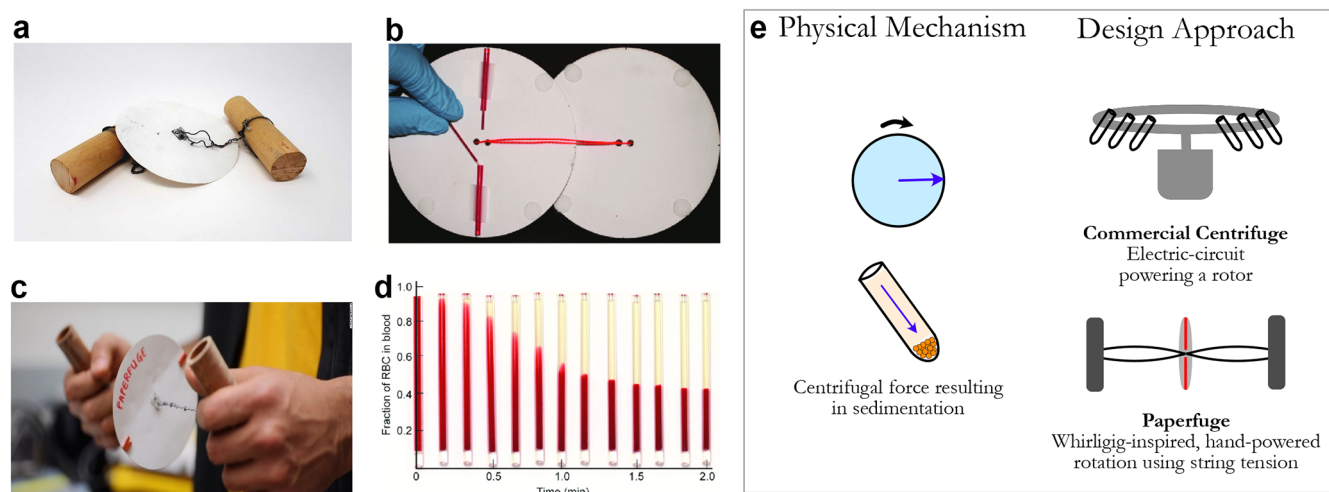 a
b
c
PAPERFUGE
d
Fraction of RBC in blood
1.0
0.8
0.6
0.4
0.2
0
0.5
1.0
1.5
2.0
Time (min)
e Physical Mechanism
Centrifugal force resulting
in sedimentation
Design Approach
Commercial Centrifuge
Electric-circuit
powering a rotor
Paperfuge
Whirligig-inspired, hand-powered
rotation using string tension